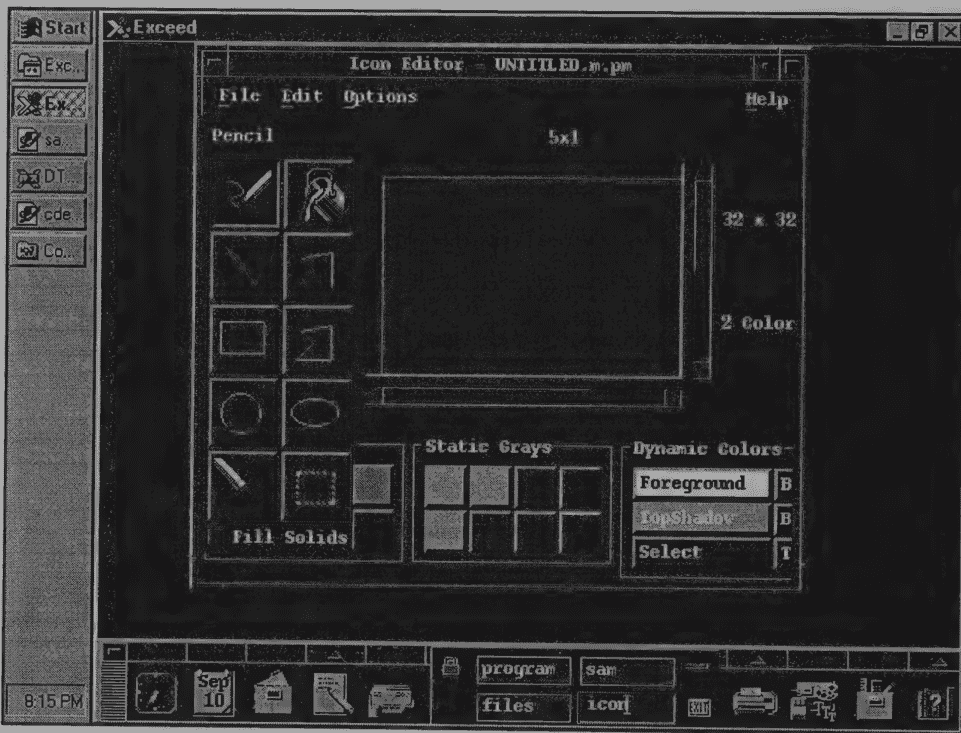 Start
Exc...
Ex...
sa...
DT...
cde...
Co...
8:15 PM
Exceed
Icon Editor - UNTITLED.m.pm
File Edit Options Help
Pencil
5x1
32 x 32
2 Color
Static Grays
Dynamic Colors
Foreground B
TopShadow B
Select T
Fill Solids
Sep
10
program
sam
files
icon
EXIT